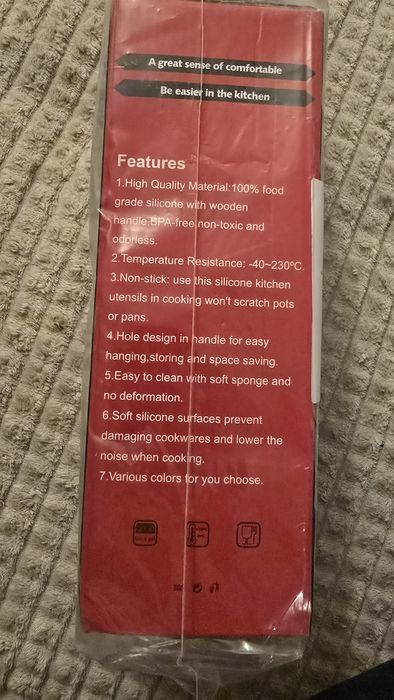 A great sense of comfortable
Be easier in the kitchen
Features
1.High Quality Material:100% food
grade silicone with wooden
handle,BPA-free non-toxic and
odorless.
2.Temperature Resistance: -40~230°C.
3.Non-stick: use this silicone kitchen
utensils in cooking won't scratch pots
or pans.
4.Hole design in handle for easy
hanging,storing and space saving.
5.Easy to clean with soft sponge and
no deformation.
6.Soft silicone surfaces prevent
damaging cookwares and lower the
noise when cooking.
7.Various colors for you choose.